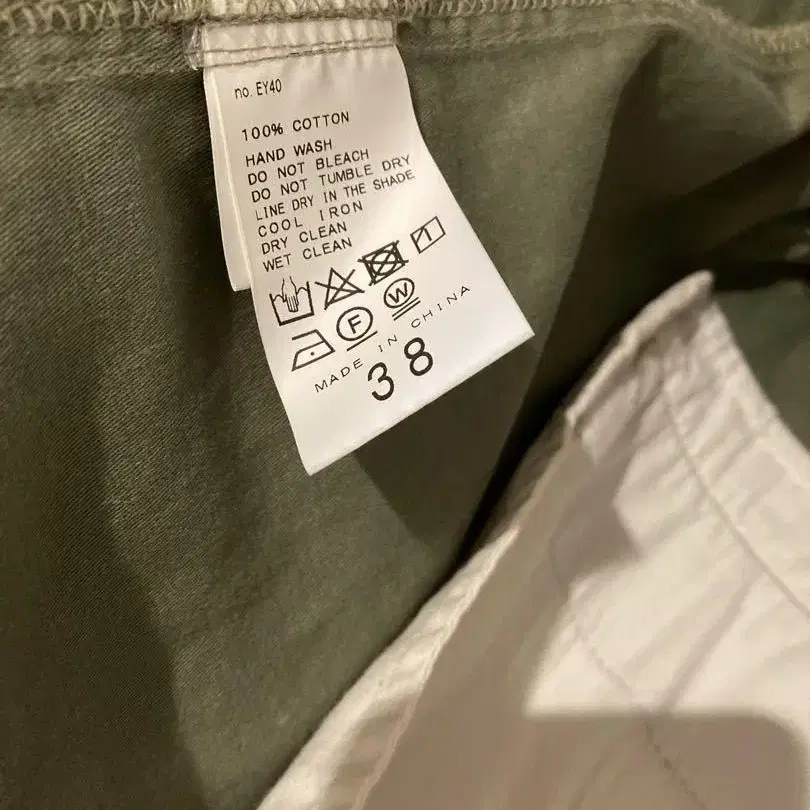 no. EY40
100% COTTON
HAND WASH
DO NOT BLEACH
DO NOT TUMBLE DRY
LINE DRY IN THE SHADE
COOL IRON
DRY CLEAN
WET CLEAN
F W
MADE IN CHINA
38